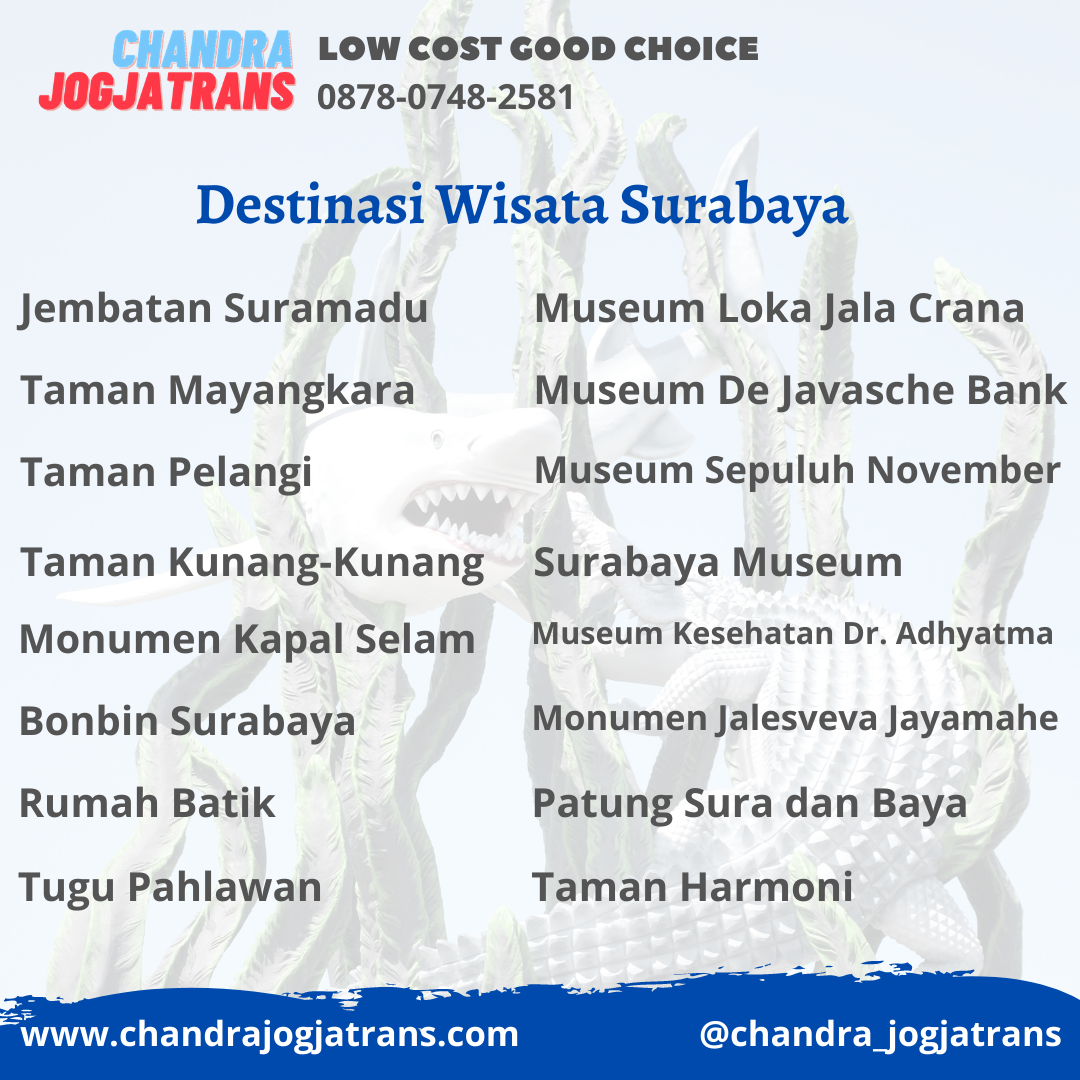 CHANDRA
JOGJATRANS
LOW COST GOOD CHOICE
0878-0748-2581
Destinasi Wisata Surabaya
Jembatan Suramadu
Taman Mayangkara
Taman Pelangi
Taman Kunang-Kunang
Monumen Kapal Selam
Bonbin Surabaya
Rumah Batik
Tugu Pahlawan
Museum Loka Jala Crana
Museum De Javasche Bank
Museum Sepuluh November
Surabaya Museum
Museum Kesehatan Dr. Adhyatma
Monumen Jalesveva Jayamahe
Patung Sura dan Baya
Taman Harmoni
www.chandrajogjatrans.com
@chandra_jogjatrans